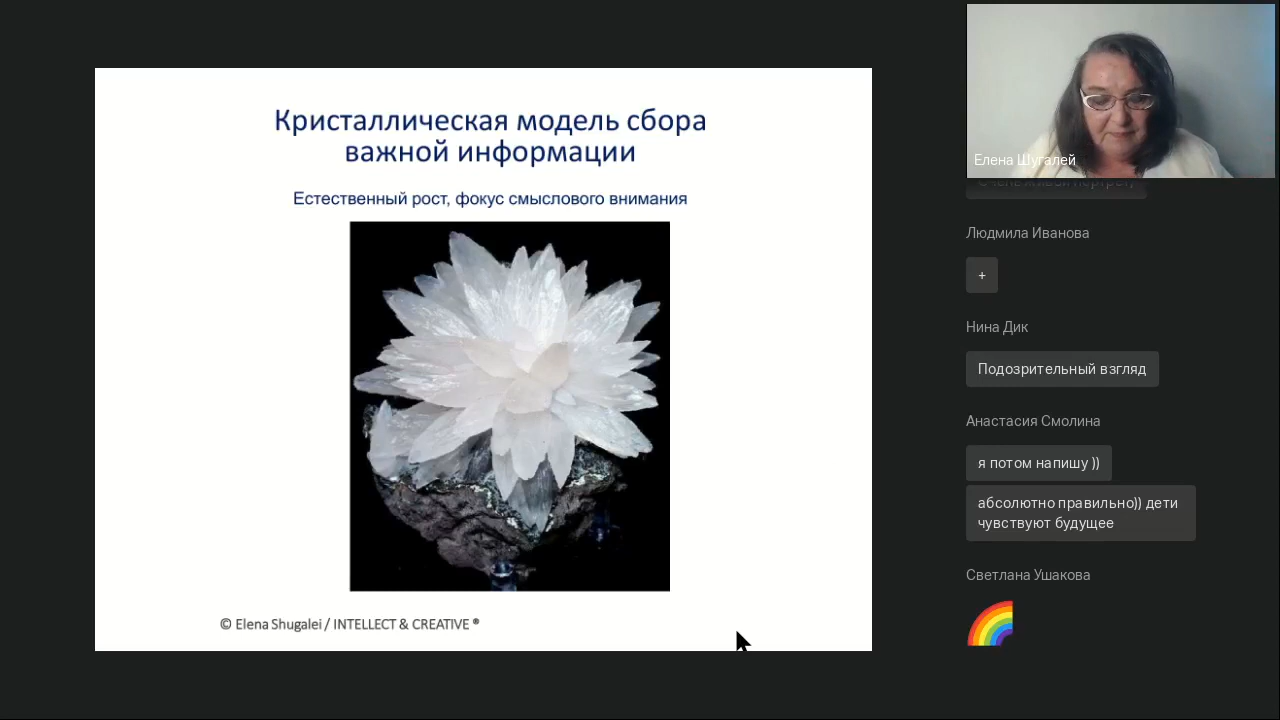 Кристаллическая модель сбора
важной информации
Естественный рост, фокус смыслового внимания
© Elena Shugalei / INTELLECT & CREATIVE ®
Елена Шугалей
Людмила Иванова
+
Нина Дик
Подозрительный взгляд
Анастасия Смолина
я потом напишу ))
абсолютно правильно)) дети
чувствуют будущее
Светлана Ушакова